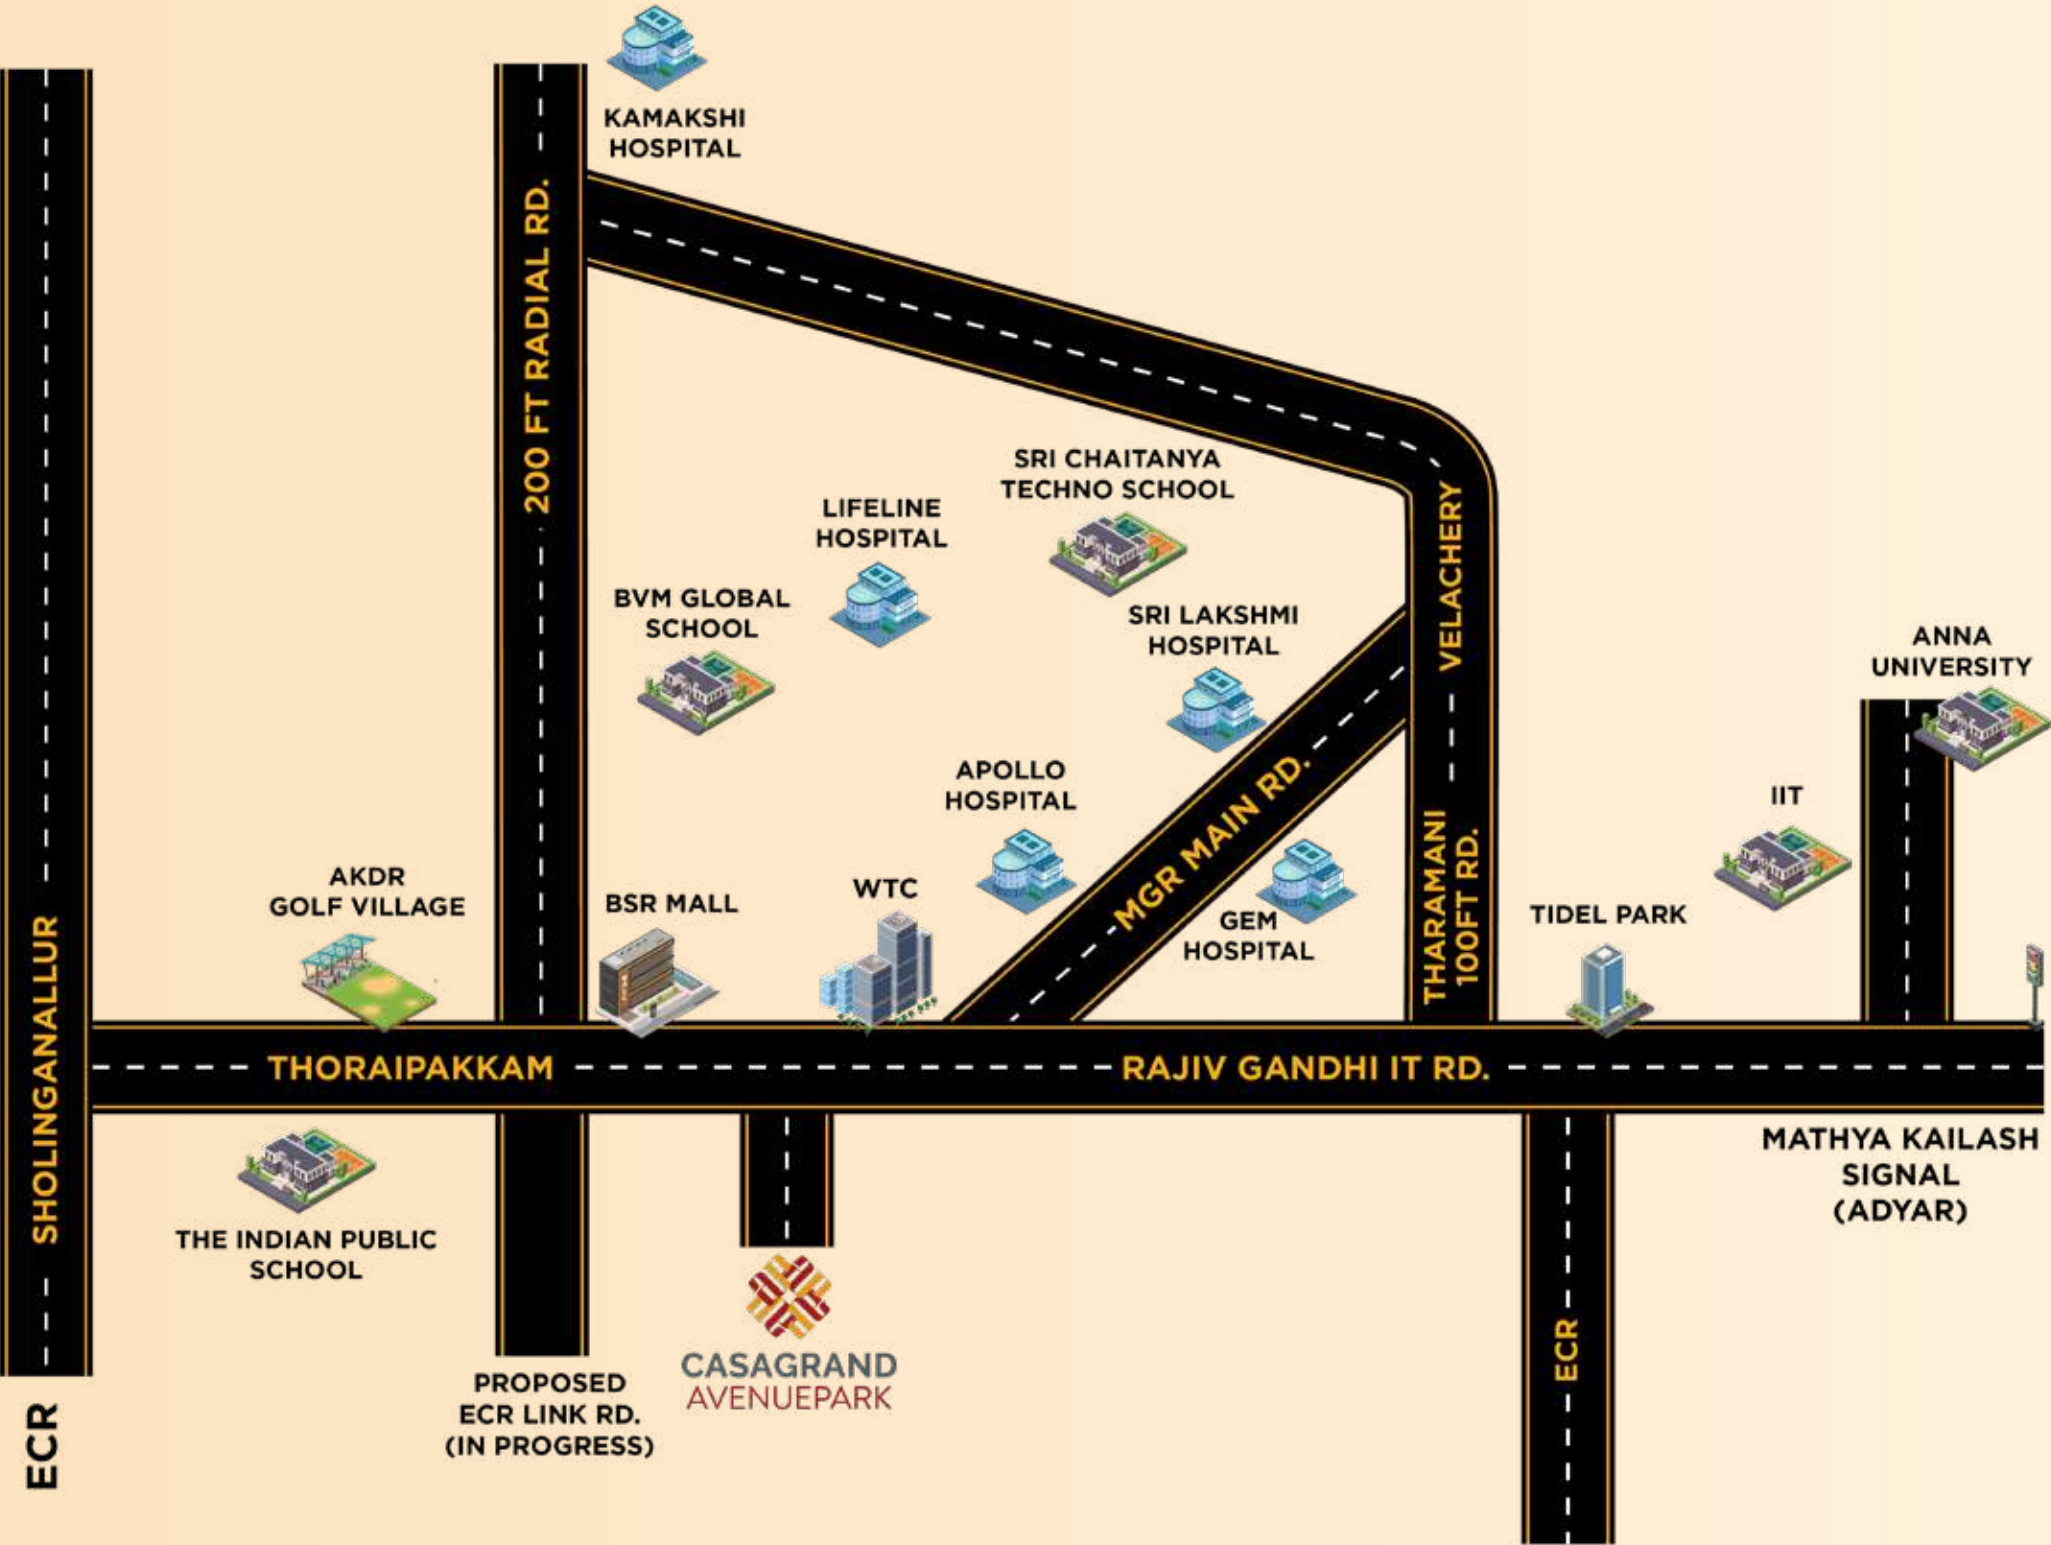 KAMAKSHI
HOSPITAL
200 FT RADIAL RD.
SRI CHAITANYA
TECHNO SCHOOL
LIFELINE
HOSPITAL
VELACHERY
BVM GLOBAL
SCHOOL
SRI LAKSHMI
HOSPITAL
ANNA
UNIVERSITY
APOLLO
HOSPITAL
MGR MAIN RD.
IIT
THARAMANI
100FT RD.
AKDR
GOLF VILLAGE
BSR MALL
WTC
GEM
HOSPITAL
TIDEL PARK
SHOLINGANALLUR
THORAIPAKKAM
RAJIV GANDHI IT RD.
MATHYA KAILASH
SIGNAL
(ADYAR)
THE INDIAN PUBLIC
SCHOOL
ECR
CASAGRAND
AVENUEPARK
PROPOSED
ECR LINK RD.
(IN PROGRESS)
ECR